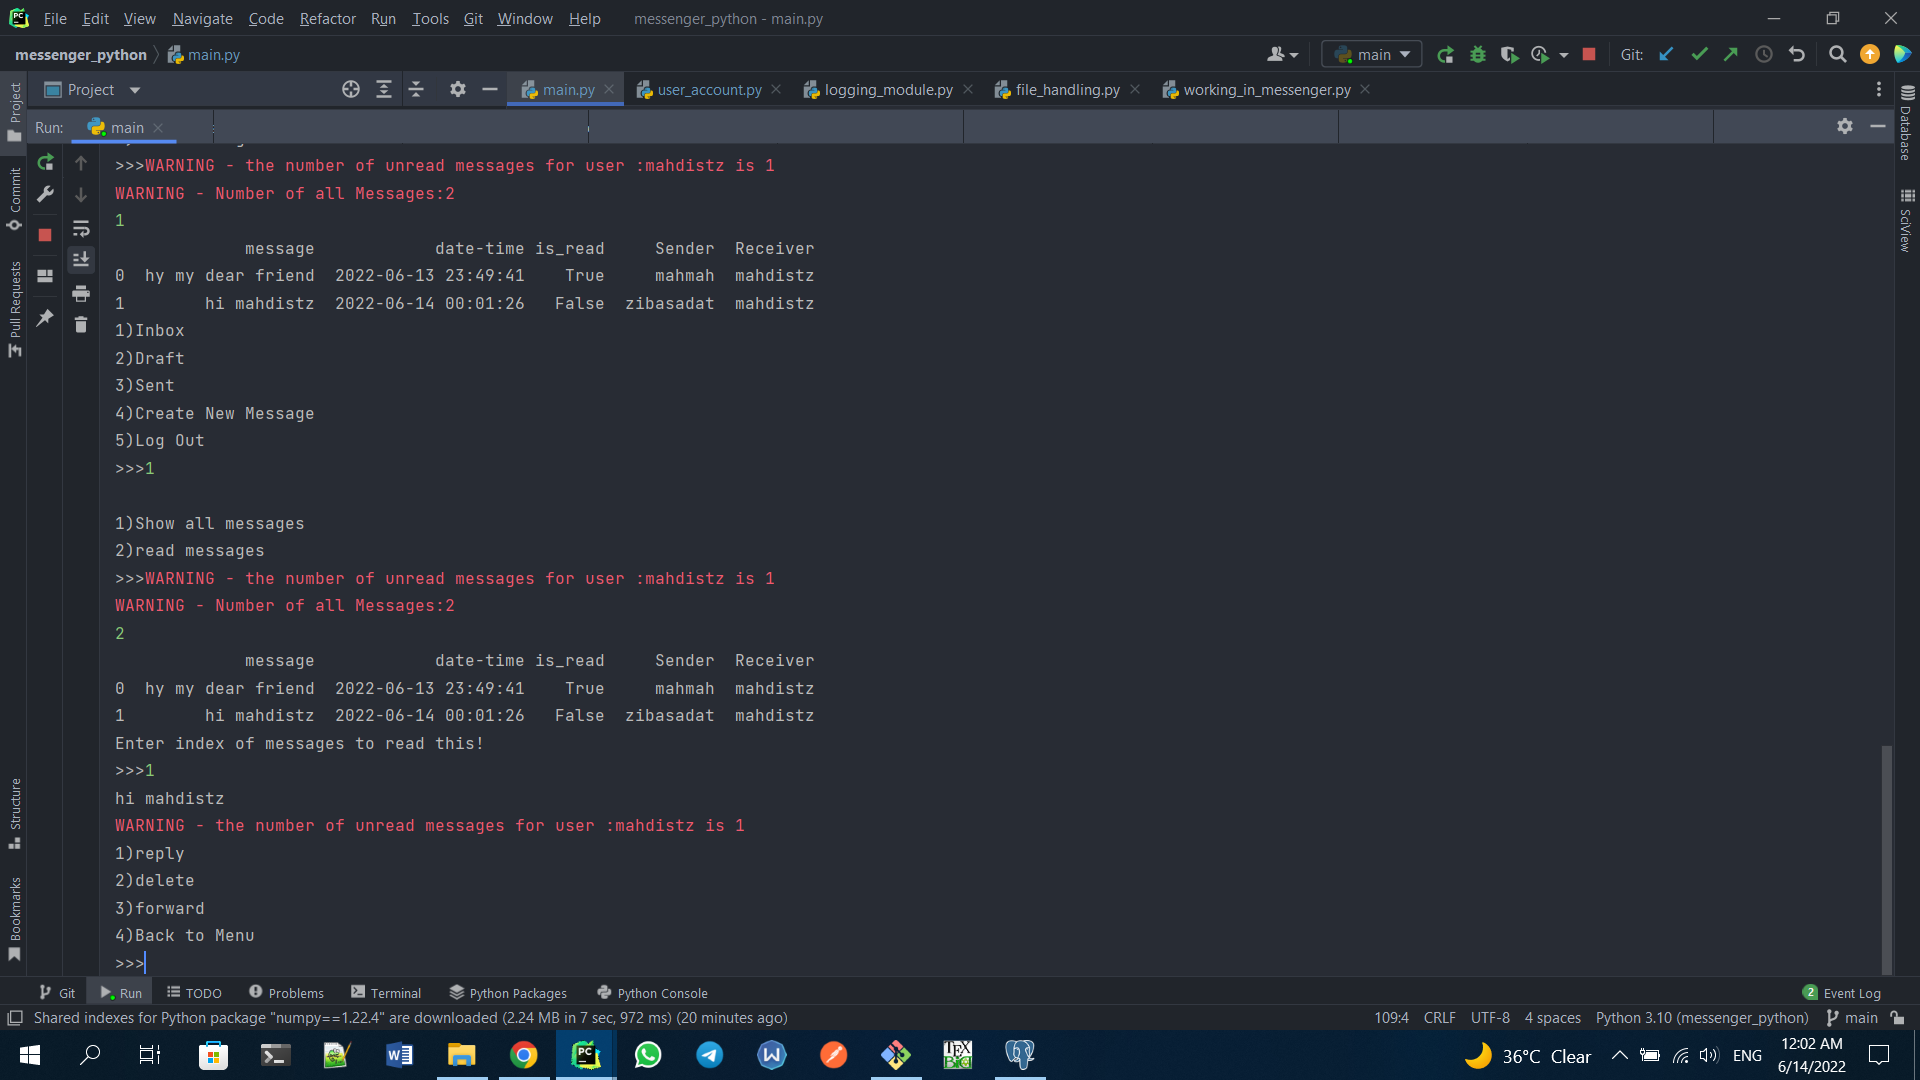 File Edit View Navigate Code Refactor Run Tools Git Window Help messenger_python - main.py
messenger_python main.py main Git:
Project main.py user_account.py logging_module.py file_handling.py working_in_messenger.py
Run: main
>>>WARNING - the number of unread messages for user :mahdistz is 1
WARNING - Number of all Messages:2
1
message date-time is_read Sender Receiver
0 hy my dear friend 2022-06-13 23:49:41 True mahmah mahdistz
1 hi mahdistz 2022-06-14 00:01:26 False zibasadat mahdistz
1)Inbox
2)Draft
3)Sent
4)Create New Message
5)Log Out
>>>1
1)Show all messages
2)read messages
>>>WARNING - the number of unread messages for user :mahdistz is 1
WARNING - Number of all Messages:2
2
message date-time is_read Sender Receiver
0 hy my dear friend 2022-06-13 23:49:41 True mahmah mahdistz
1 hi mahdistz 2022-06-14 00:01:26 False zibasadat mahdistz
Enter index of messages to read this!
>>>1
hi mahdistz
WARNING - the number of unread messages for user :mahdistz is 1
1)reply
2)delete
3)forward
4)Back to Menu
>>>
Project
Commit
Pull Requests
Structure
Bookmarks
Database
SciView
Git Run TODO Problems Terminal Python Packages Python Console 2 Event Log
Shared indexes for Python package "numpy==1.22.4" are downloaded (2.24 MB in 7 sec, 972 ms) (20 minutes ago) 109:4 CRLF UTF-8 4 spaces Python 3.10 (messenger_python) main
36°C Clear ENG 12:02 AM
6/14/2022